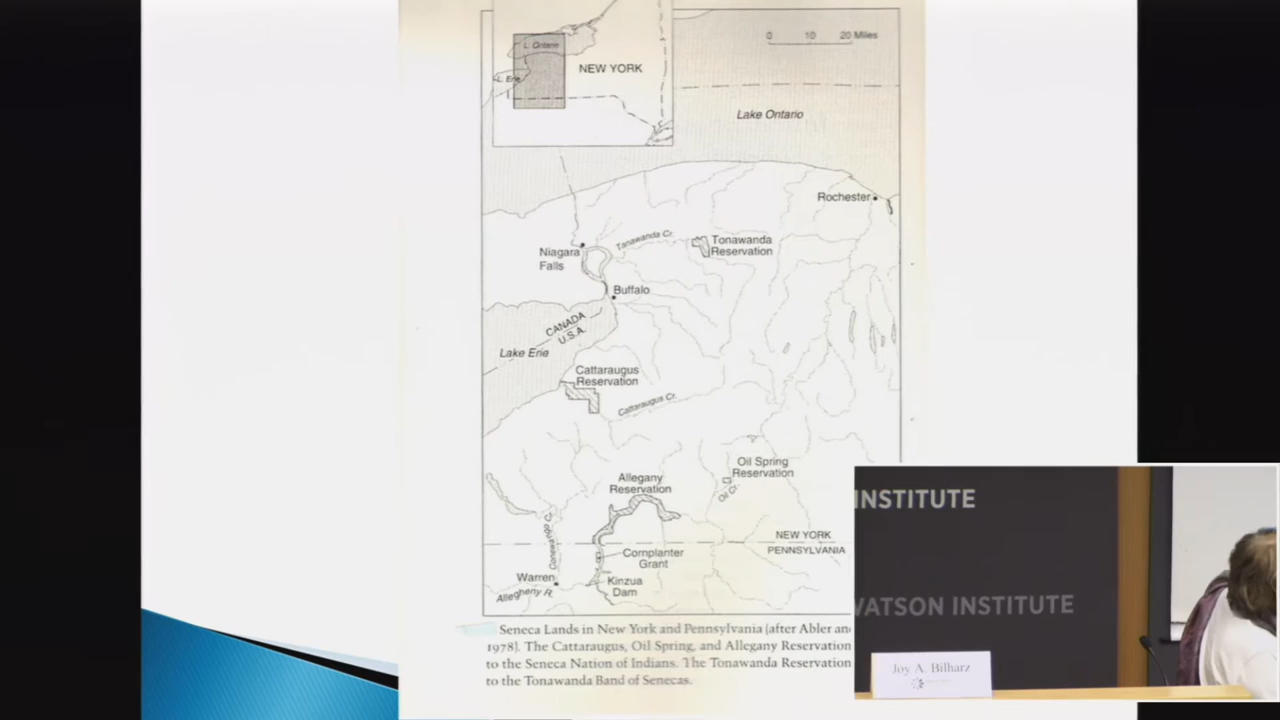 0 10 20 Miles
L. Ontario
NEW YORK
L. Erie
Lake Ontario
Rochester
Tonawanda Cr.
Tonawanda
Reservation
Niagara
Falls
Buffalo
CANADA
U.S.A.
Lake Erie
Cattaraugus
Reservation
Cattaraugus Cr.
Oil Spring
Reservation
Oil Cr.
Allegany
Reservation
NEW YORK
PENNSYLVANIA
Conewango Cr.
Cornplanter
Grant
Warren
Kinzua
Dam
Allegheny R.
Seneca Lands in New York and Pennsylvania (after Abler an
1978). The Cattaraugus, Oil Spring, and Allegany Reservation
to the Seneca Nation of Indians. The Tonawanda Reservation
to the Tonawanda Band of Senecas.
INSTITUTE
WATSON INSTITUTE
Joy A. Bilharz